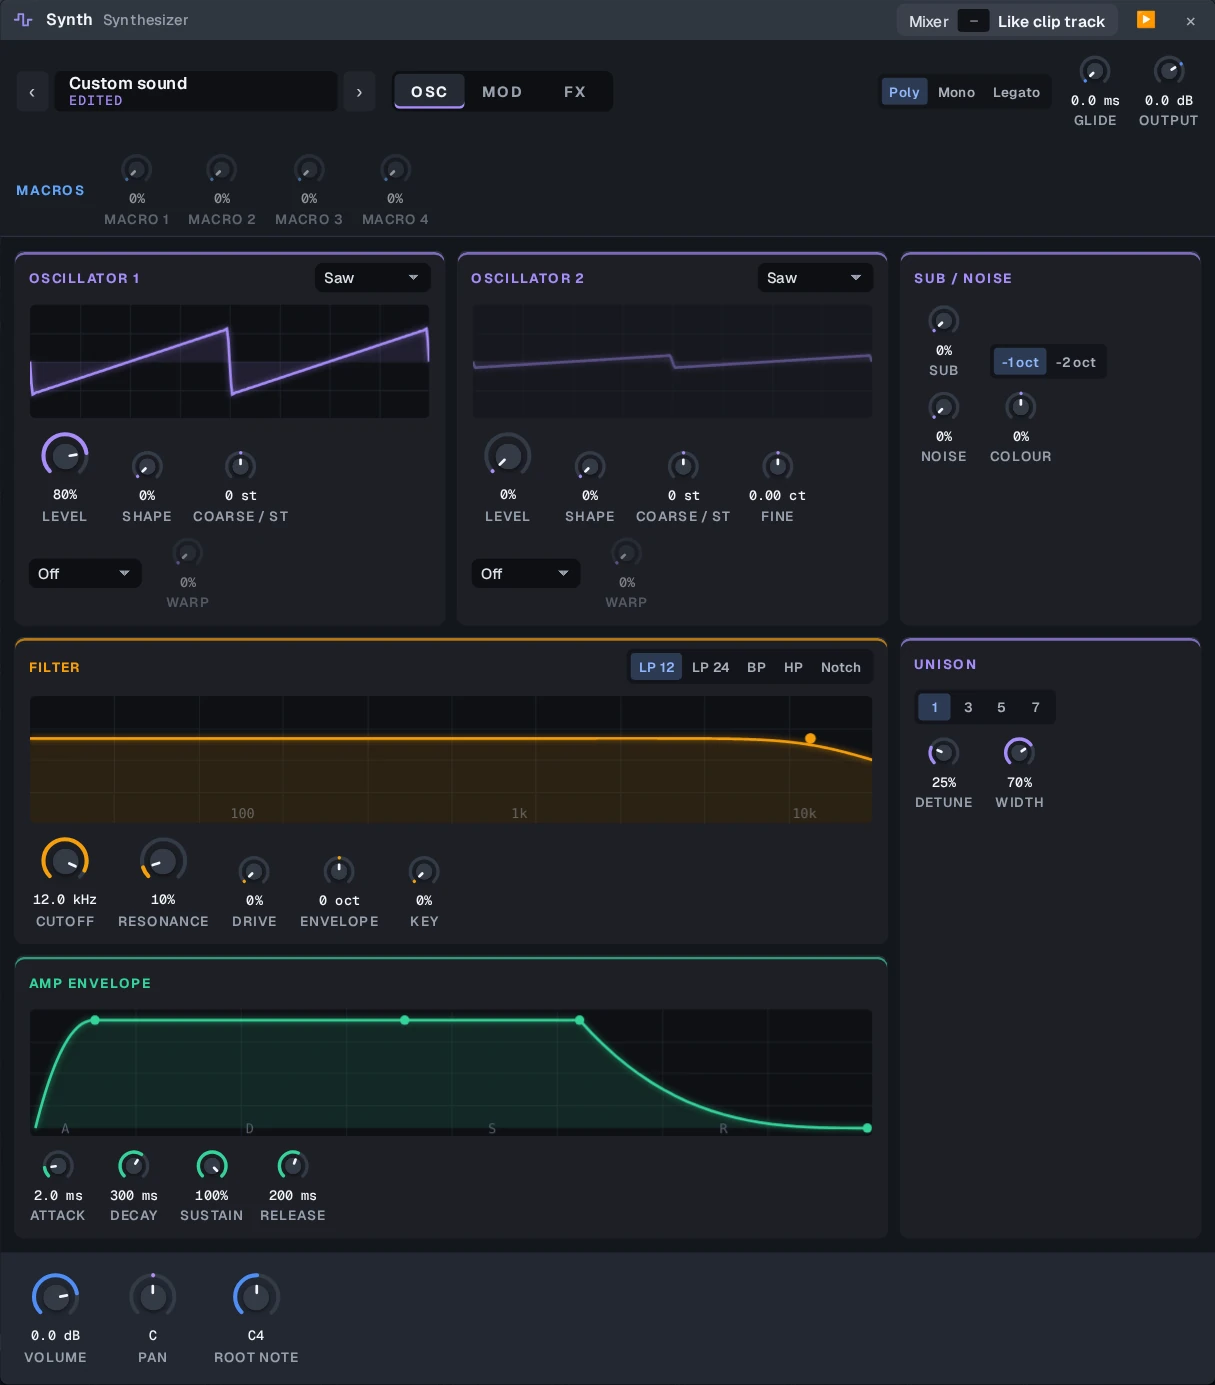 Synth Synthesizer Mixer – Like clip track ▶ ×
‹ Custom sound › OSC MOD FX Poly Mono Legato
EDITED
0.0 ms 0.0 dB
GLIDE OUTPUT
MACROS
0% 0% 0% 0%
MACRO 1 MACRO 2 MACRO 3 MACRO 4
OSCILLATOR 1 Saw
80% 0% 0 st
LEVEL SHAPE COARSE / ST
Off
0%
WARP
OSCILLATOR 2 Saw
0% 0% 0 st 0.00 ct
LEVEL SHAPE COARSE / ST FINE
Off
0%
WARP
SUB / NOISE
0%
SUB
-1 oct -2 oct
0% 0%
NOISE COLOUR
FILTER LP 12 LP 24 BP HP Notch
100 1k 10k
12.0 kHz 10% 0% 0 oct 0%
CUTOFF RESONANCE DRIVE ENVELOPE KEY
UNISON
1 3 5 7
25% 70%
DETUNE WIDTH
AMP ENVELOPE
A D S R
2.0 ms 300 ms 100% 200 ms
ATTACK DECAY SUSTAIN RELEASE
0.0 dB C C4
VOLUME PAN ROOT NOTE